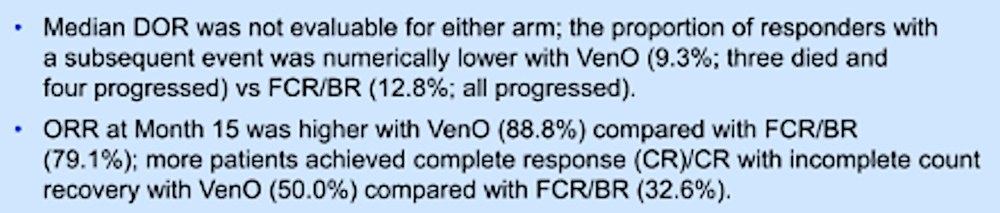 • Median DOR was not evaluable for either arm; the proportion of responders with
a subsequent event was numerically lower with VenO (9.3%; three died and
four progressed) vs FCR/BR (12.8%; all progressed).
• ORR at Month 15 was higher with VenO (88.8%) compared with FCR/BR
(79.1%); more patients achieved complete response (CR)/CR with incomplete count
recovery with VenO (50.0%) compared with FCR/BR (32.6%).